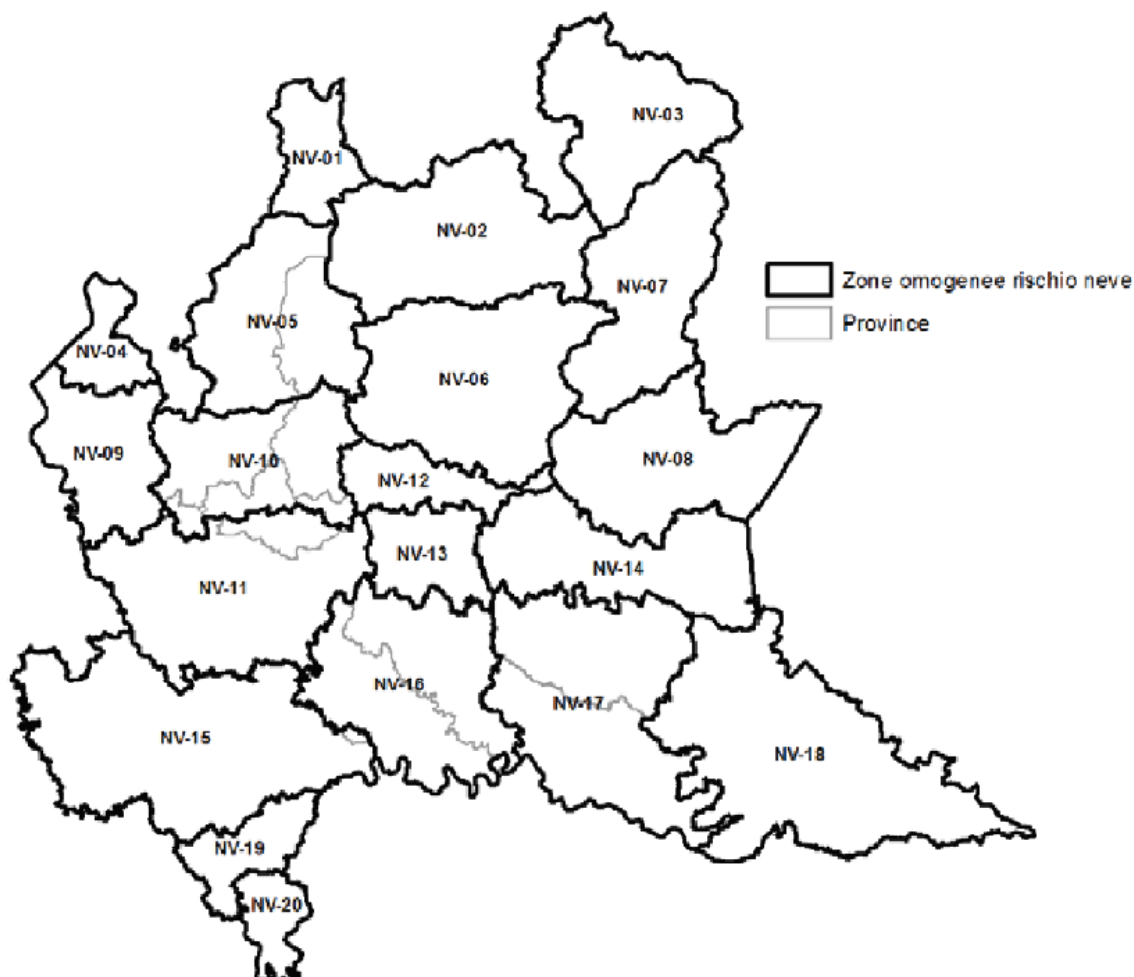 NV-03
NV-01
NV-02
Zone omogenee rischio neve
NV-07
Province
NV-05
NV-04
NV-06
NV-09
NV-10
NV-08
NV-12
NV-13
NV-14
NV-11
NV-16
NV-17
NV-15
NV-18
NV-19
NV-20